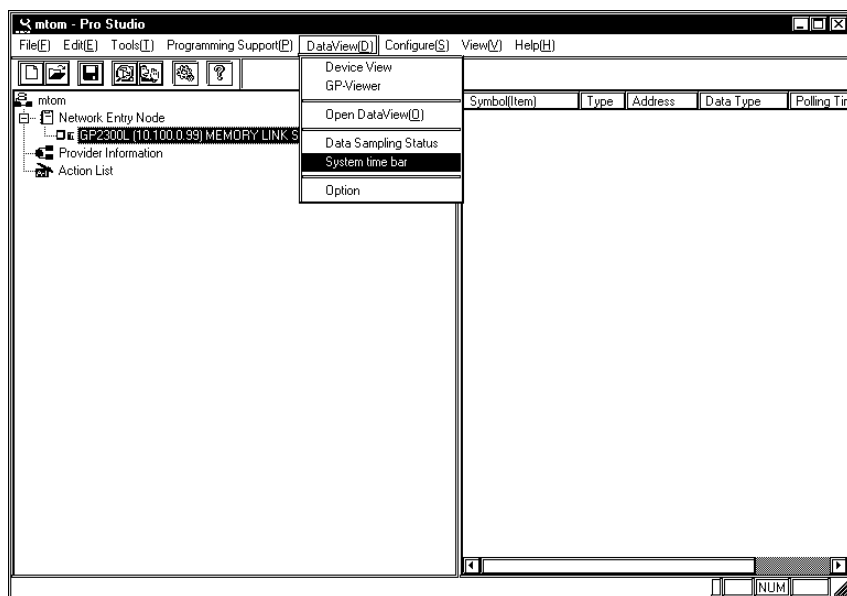 mtom - Pro Studio
File(F) Edit(E) Tools(T) Programming Support(P) DataView(D) Configure(S) View(V) Help(H)
Device View
GP-Viewer
Open DataView(O)
Data Sampling Status
System time bar
Option
mtom
Network Entry Node
GP2300L (10.100.0.99) MEMORY LINK S
Provider Information
Action List
Symbol(Item) Type Address Data Type Polling Tir
NUM